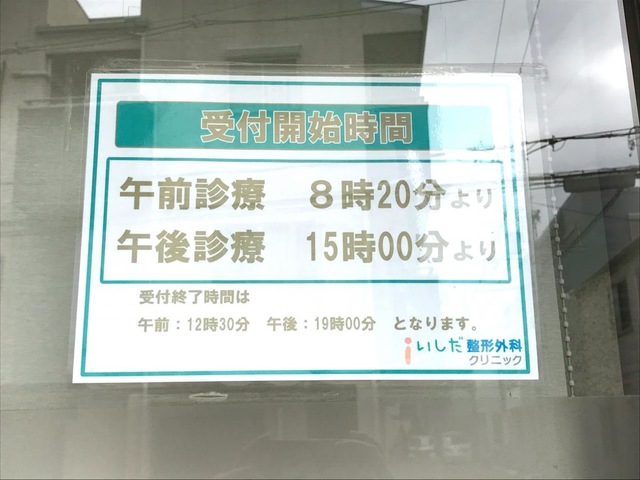 受付開始時間
午前診療　８時20分より
午後診療　15時00分より
受付終了時間は
午前：12時30分　午後：19時00分　となります。
いしだ整形外科
クリニック